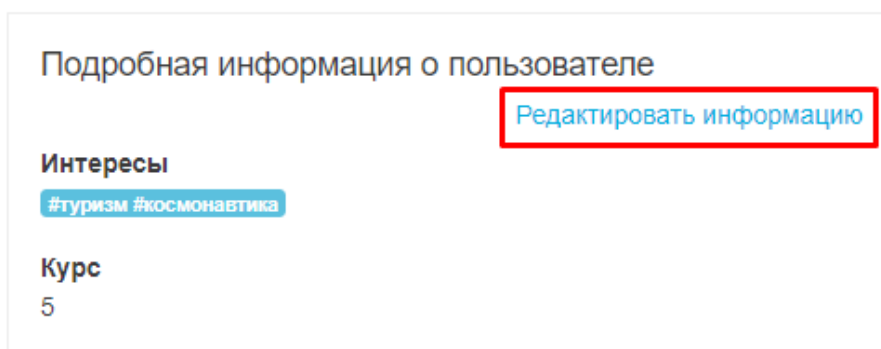 Подробная информация о пользователе
Редактировать информацию
Интересы
#туризм #космонавтика
Курс
5